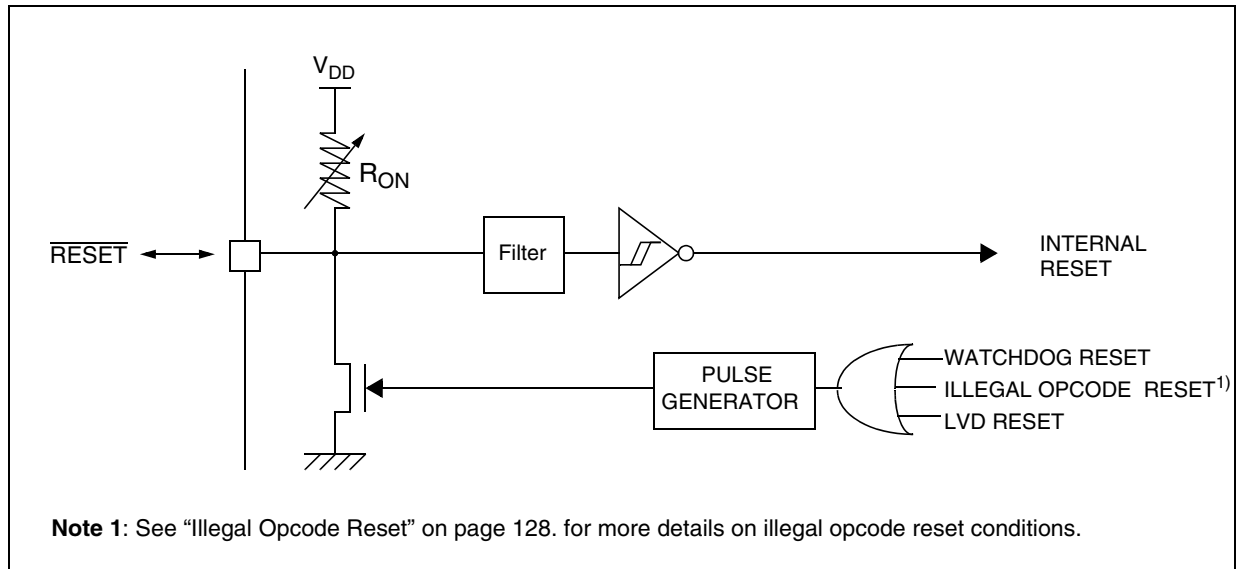 VDD
RON
RESET
Filter
INTERNAL
RESET
PULSE
GENERATOR
WATCHDOG RESET
ILLEGAL OPCODE RESET1)
LVD RESET
Note 1: See “Illegal Opcode Reset” on page 128. for more details on illegal opcode reset conditions.